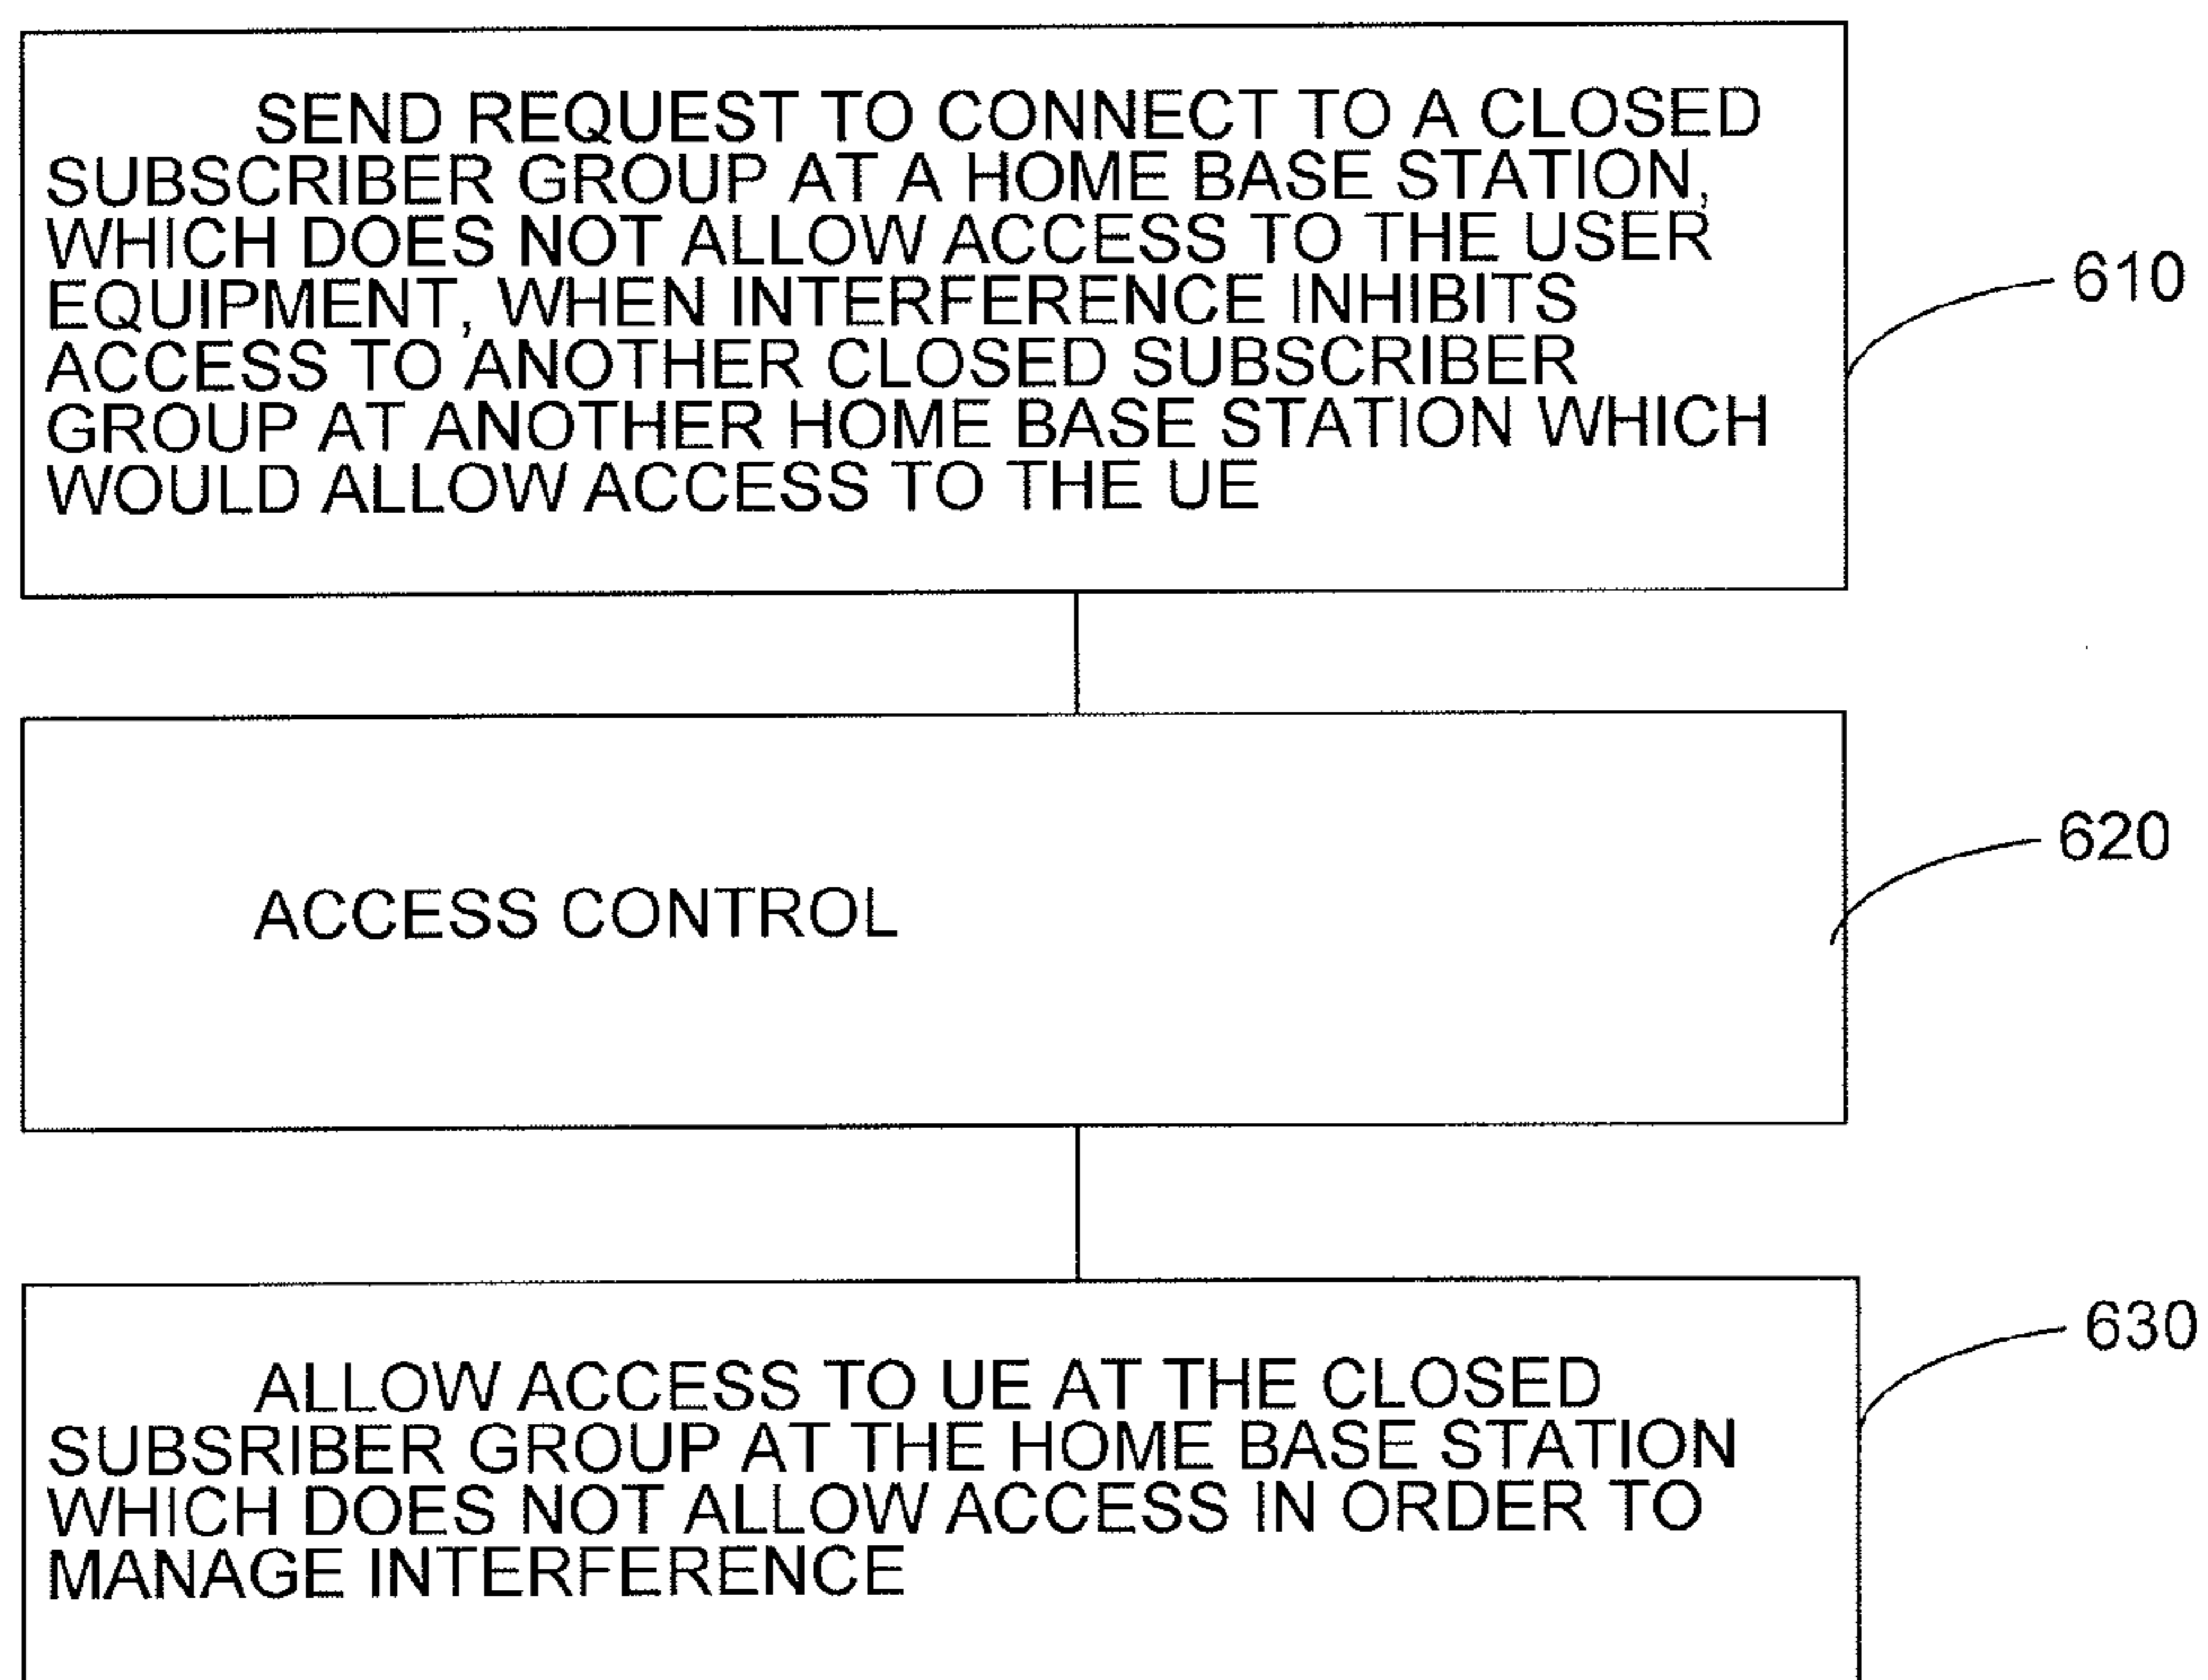 SEND REQUEST TO CONNECT TO A CLOSED
SUBSCRIBER GROUP AT A HOME BASE STATION,
WHICH DOES NOT ALLOW ACCESS TO THE USER
EQUIPMENT, WHEN INTERFERENCE INHIBITS
ACCESS TO ANOTHER CLOSED SUBSCRIBER
GROUP AT ANOTHER HOME BASE STATION WHICH
WOULD ALLOW ACCESS TO THE UE
610
ACCESS CONTROL
620
ALLOW ACCESS TO UE AT THE CLOSED
SUBSRIBER GROUP AT THE HOME BASE STATION
WHICH DOES NOT ALLOW ACCESS IN ORDER TO
MANAGE INTERFERENCE
630